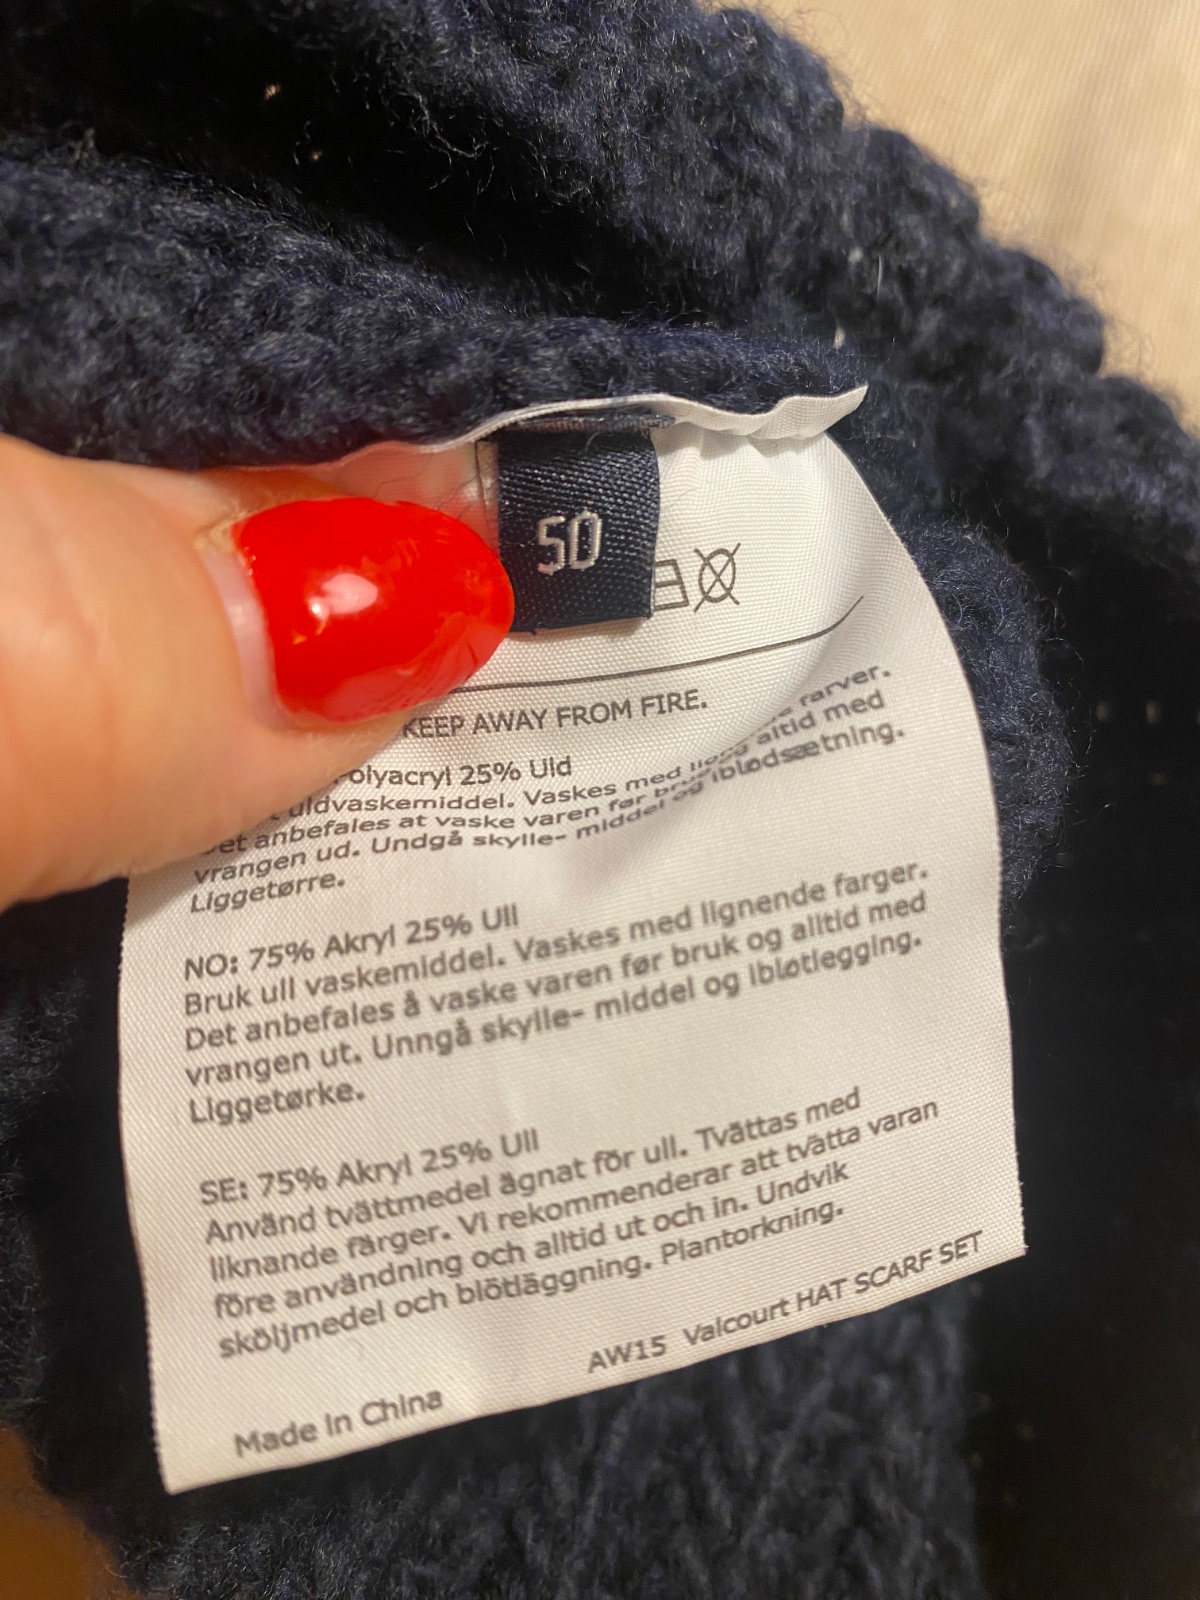 50
KEEP AWAY FROM FIRE.
25% Uld
uldvaskemiddel. Vaskes med farver.
anbefales at vaske varen før altid med
vrangen ud. Undgå skylle- middel og iblødsætning.
Liggetørre.
NO: 75% Akryl 25% Ull
Bruk ull vaskemiddel. Vaskes med lignende farger.
Det anbefales å vaske varen før bruk og alltid med
vrangen ut. Unngå skylle- middel og ibløtlegging.
Liggetørke.
SE: 75% Akryl 25% Ull
Använd tvättmedel ägnat för ull. Tvättas med
liknande färger. Vi rekommenderar att tvätta varan
före användning och alltid ut och in. Undvik
sköljmedel och blötläggning. Plantorkning.
AW15 Valcourt HAT SCARF SET
Made In China